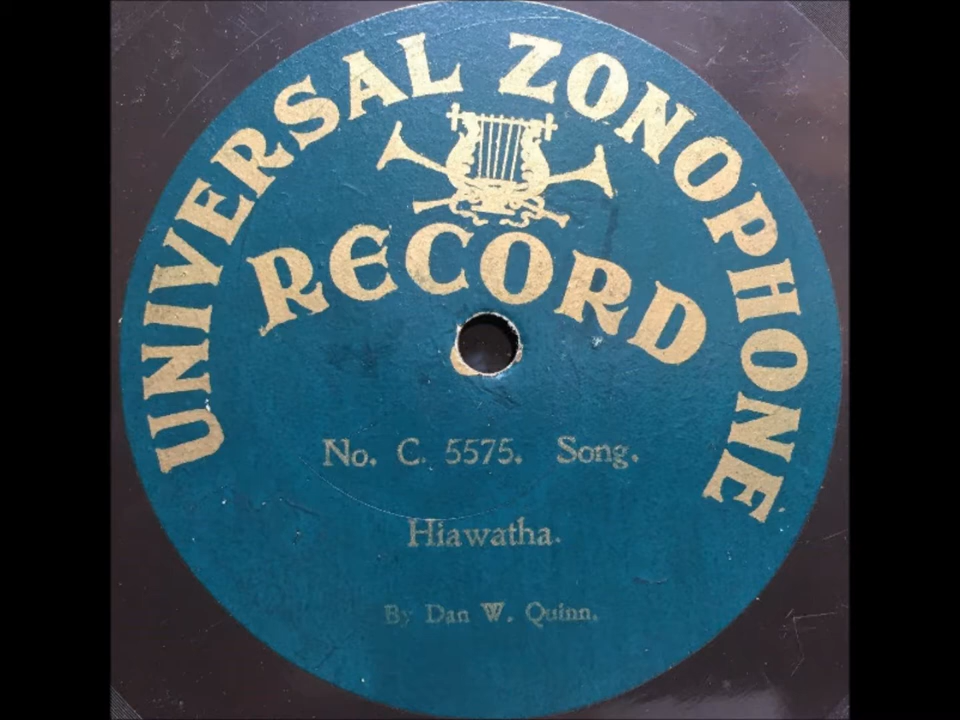 UNIVERSAL ZONOPHONE
RECORD
No. C. 5575. Song.
Hiawatha.
By Dan W. Quinn.